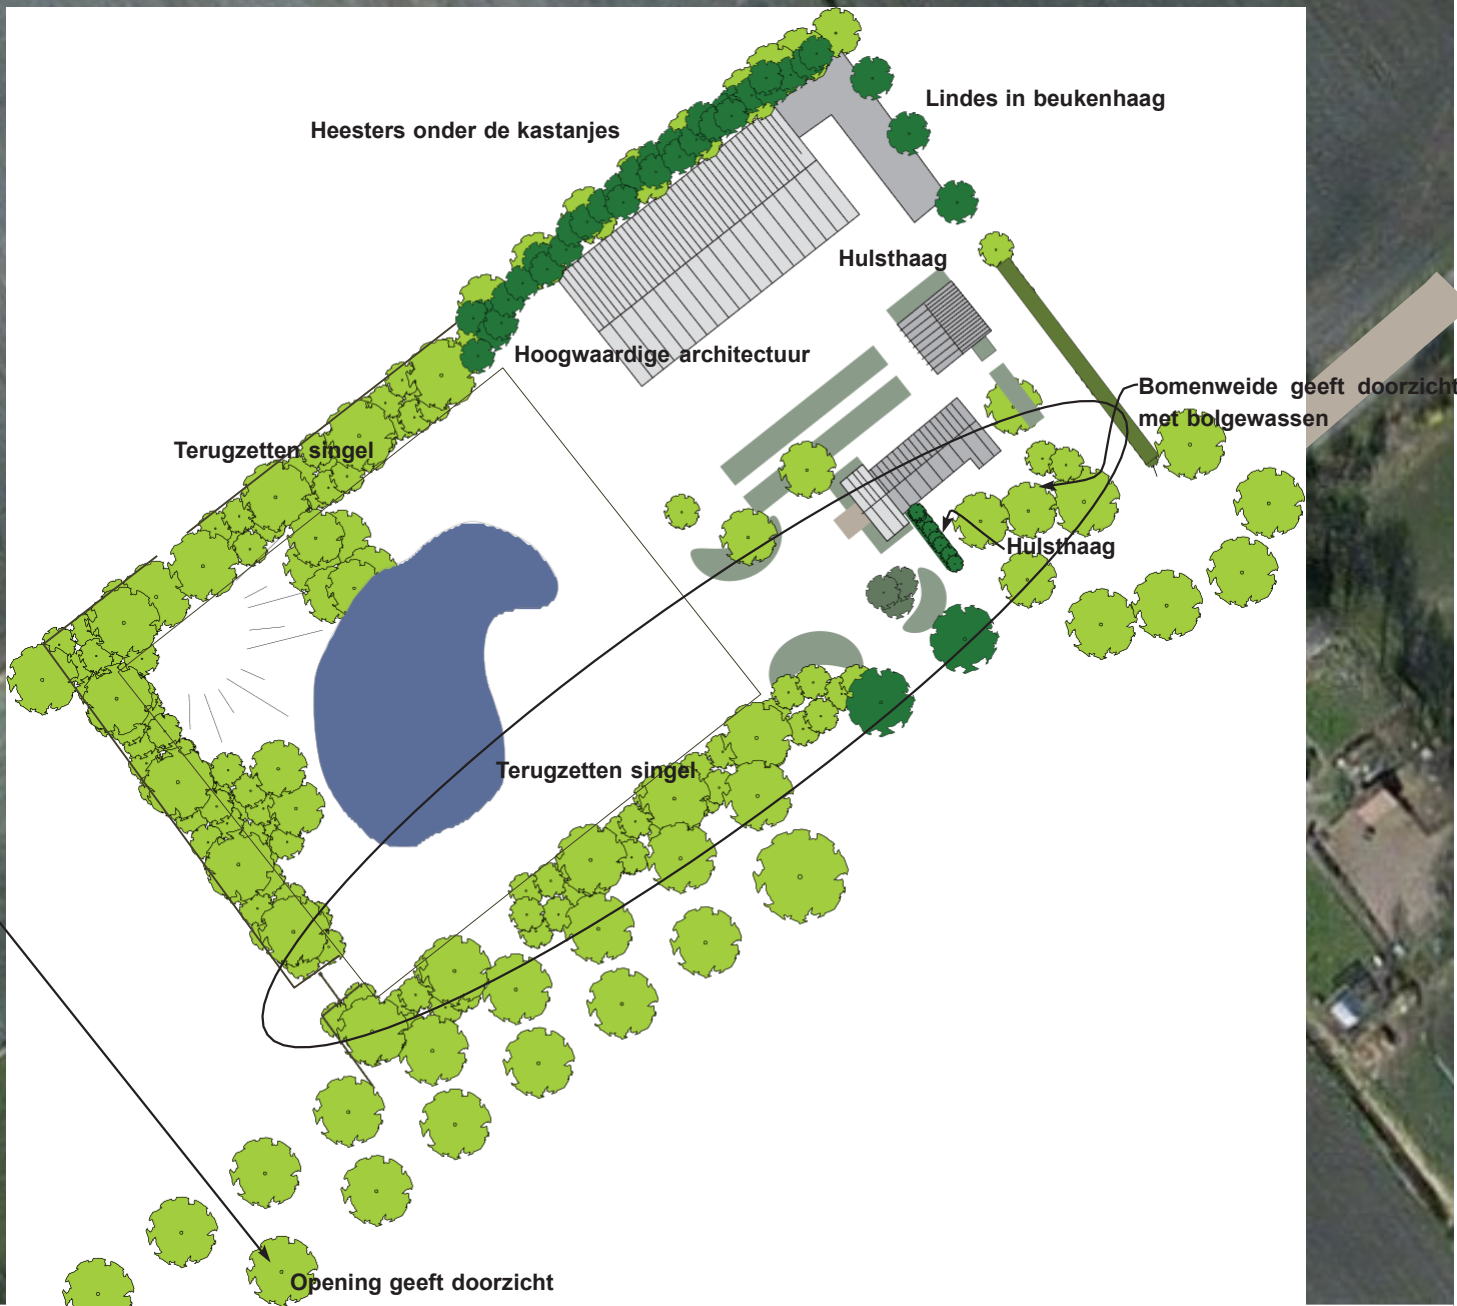 Lindes in beukenhaag
Heesters onder de kastanjes
Hulsthaag
Hoogwaardige architectuur
Bomenweide geeft doorzicht
met bolgewassen
Terugzetten singel
Hulsthaag
Terugzetten singel
Opening geeft doorzicht